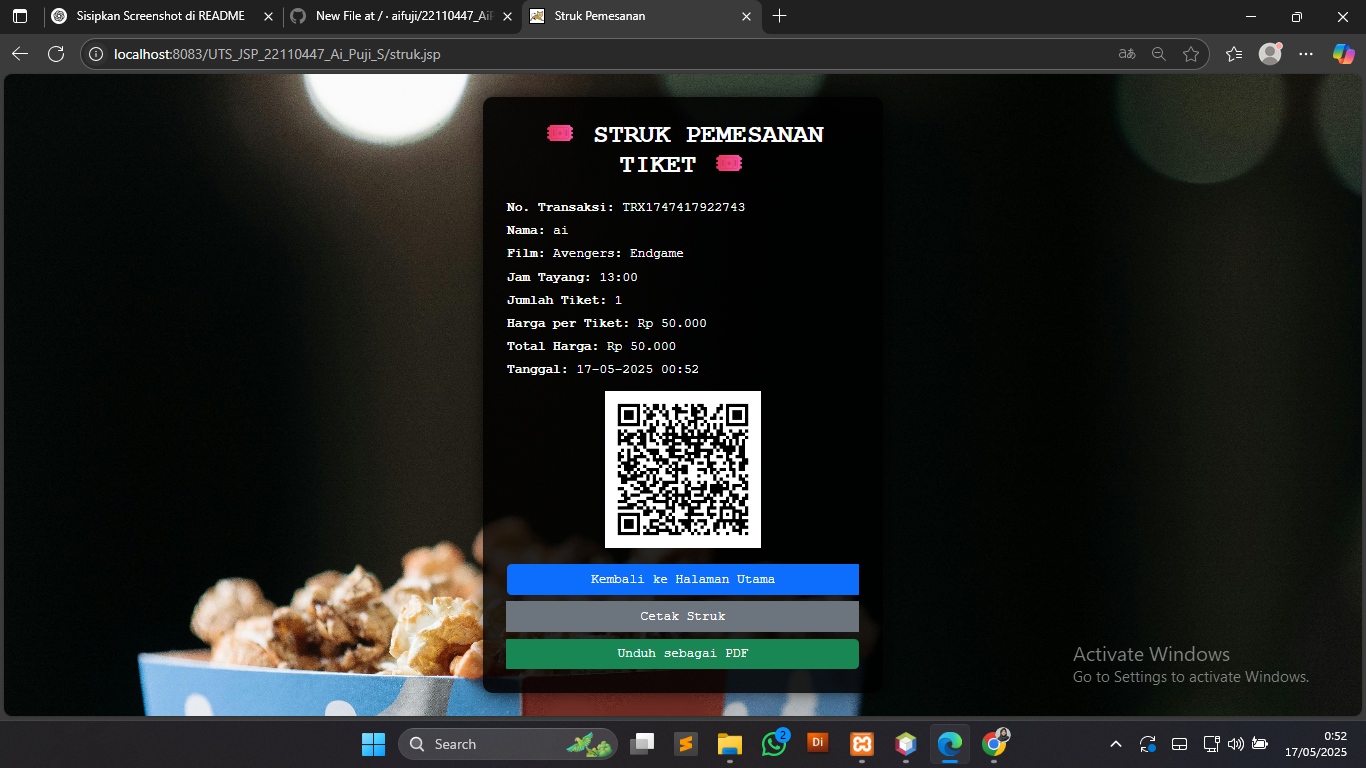 Sisipkan Screenshot di README
New File at / · aifuji/22110447_Ai
Struk Pemesanan
localhost:8083/UTS_JSP_22110447_Ai_Puji_S/struk.jsp
STRUK PEMESANAN
TIKET
No. Transaksi: TRX1747417922743
Nama: ai
Film: Avengers: Endgame
Jam Tayang: 13:00
Jumlah Tiket: 1
Harga per Tiket: Rp 50.000
Total Harga: Rp 50.000
Tanggal: 17-05-2025 00:52
Kembali ke Halaman Utama
Cetak Struk
Unduh sebagai PDF
Activate Windows
Go to Settings to activate Windows.
Search
2
Di
0:52
17/05/2025